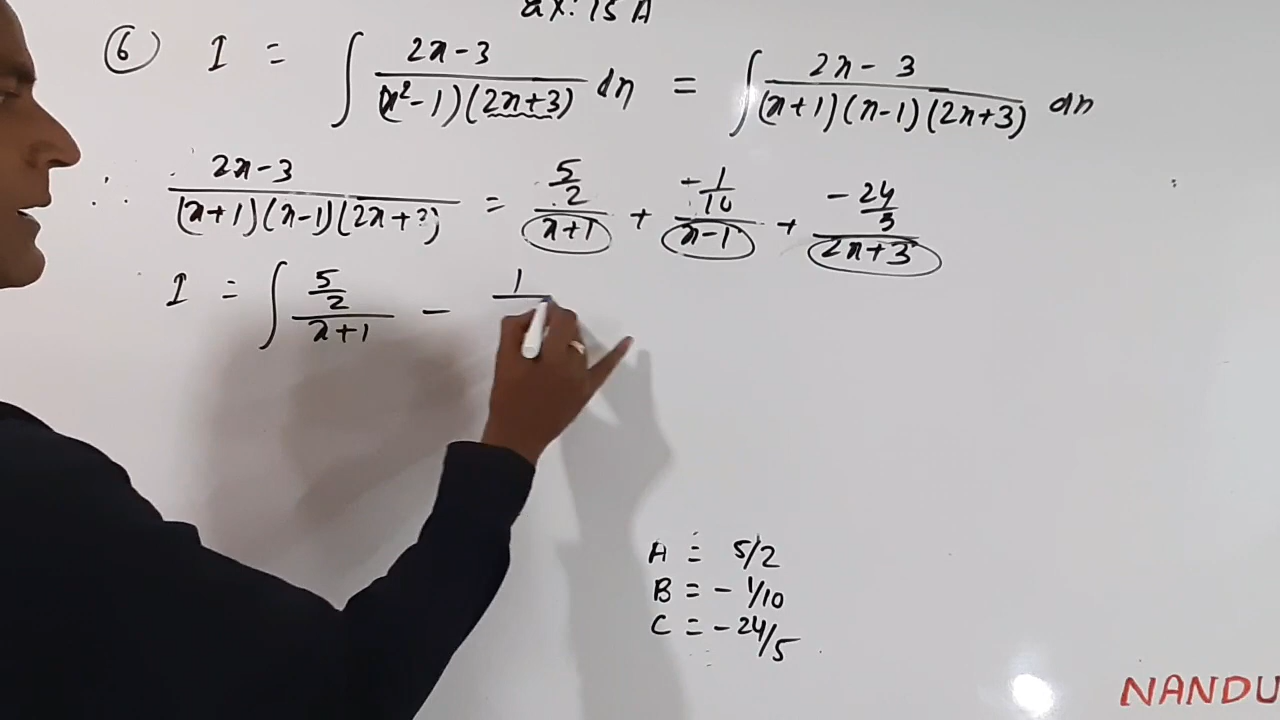 ex: 15 A
6 I = ∫ 2x-3 / (x²-1)(2x+3) dx = ∫ 2x-3 / (x+1)(x-1)(2x+3) dx
∴ 2x-3 / (x+1)(x-1)(2x+3) = 5/2 / x+1 + -1/10 / x-1 + -24/5 / 2x+3
I = ∫ 5/2 / x+1 - 1
A = 5/2
B = - 1/10
C = - 24/5
NANDU